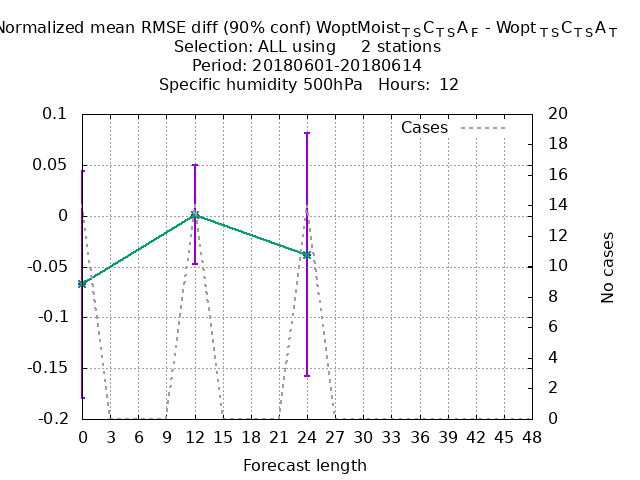 Normalized mean RMSE diff (90% conf) WoptMoist_TSC_TSA_F - Wopt_TSC_TSA_T
Selection: ALL using 2 stations
Period: 20180601-20180614
Specific humidity 500hPa Hours: 12
0.1
0.05
0
-0.05
-0.1
-0.15
-0.2
Cases
20
18
16
14
12
10
8
6
4
2
0
No cases
0 3 6 9 12 15 18 21 24 27 30 33 36 39 42 45 48
Forecast length